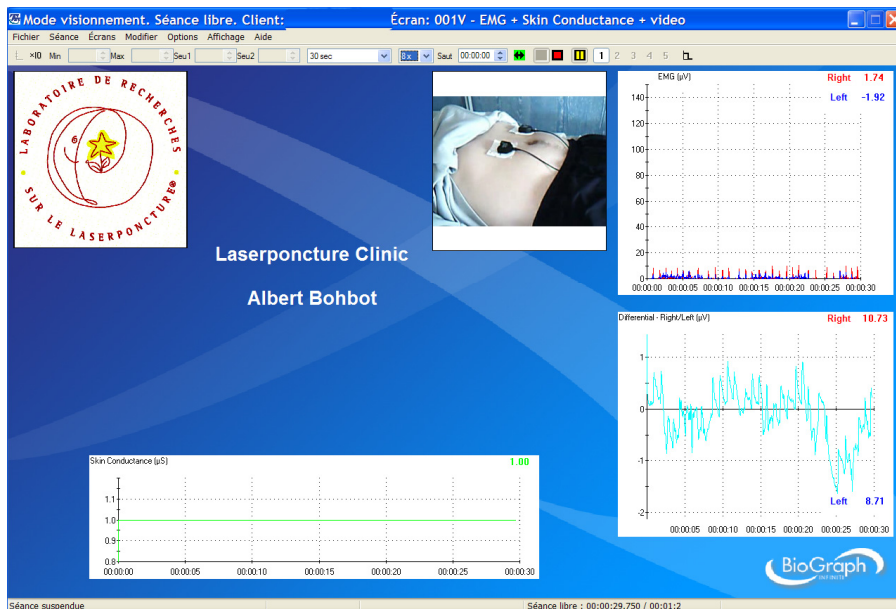 Mode visionnement. Séance libre. Client: Écran: 001V - EMG + Skin Conductance + video
Fichier Séance Écrans Modifier Options Affichage Aide
×10 Min Max Seu1 Seu2 30 sec 8x Saut 00:00:00 1 2 3 4 5
LABORATOIRE DE RECHERCHES
SUR LE LASERPONCTURE®
Laserponcture Clinic
Albert Bohbot
EMG (µV)
Right 1.74
Left -1.92
140
120
100
80
60
40
20
0
00:00:00 00:00:05 00:00:10 00:00:15 00:00:20 00:00:25 00:00:30
Differential - Right/Left (µV)
Right 10.73
1
0
-1
-2
Left 8.71
00:00:05 00:00:10 00:00:15 00:00:20 00:00:25 00:00:30
Skin Conductance (µS)
1.00
1.1
1.0
0.9
0.8
00:00:00 00:00:05 00:00:10 00:00:15 00:00:20 00:00:25 00:00:30
BioGraph
INFINITI
Séance suspendue
Séance libre : 00:00:29.750 / 00:01:2